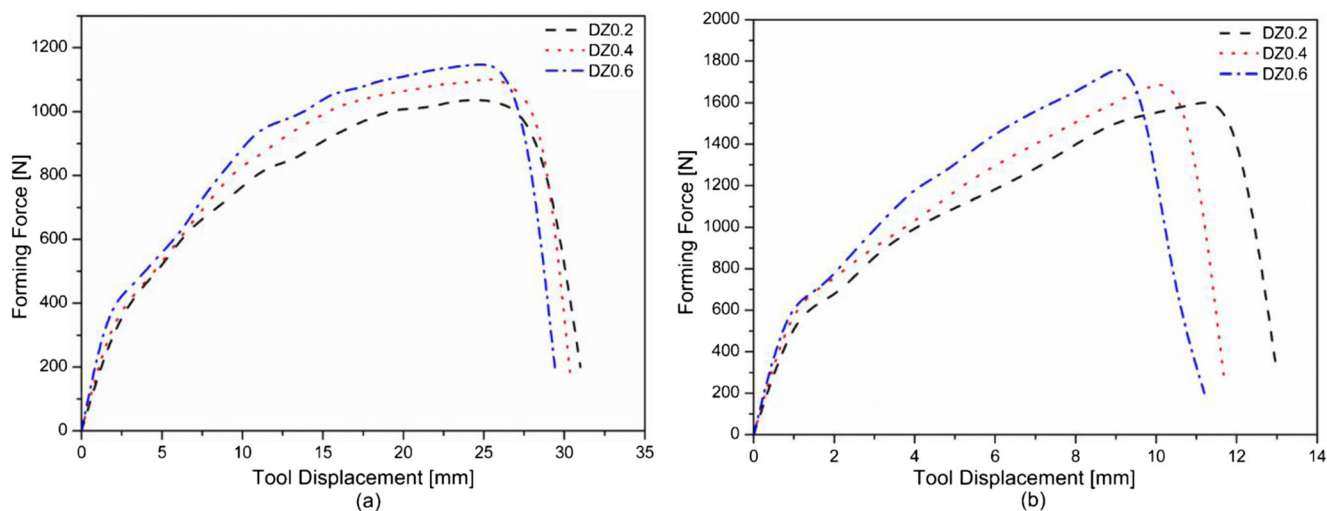 1200
1000
800
600
400
200
0
Forming Force [N]
DZ0.2
DZ0.4
DZ0.6
0 5 10 15 20 25 30 35
Tool Displacement [mm]
(a)
2000
1800
1600
1400
1200
1000
800
600
400
200
0
Forming Force [N]
DZ0.2
DZ0.4
DZ0.6
0 2 4 6 8 10 12 14
Tool Displacement [mm]
(b)